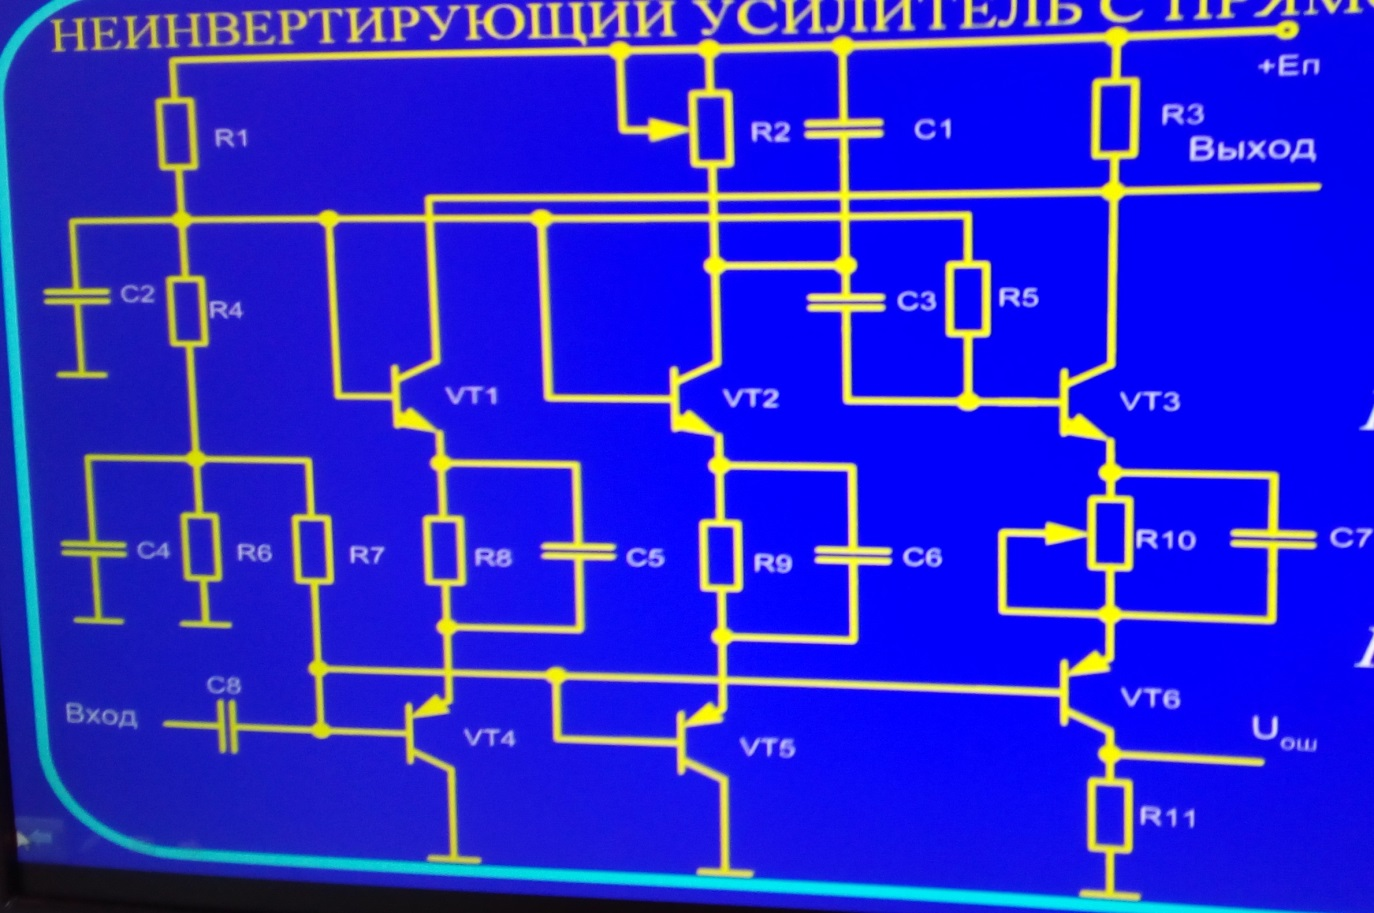 НЕИНВЕРТИРУЮЩИЙ УСИЛИТЕЛЬ С
+Eп
R1
R2
C1
R3
Выход
C2
R4
C3
R5
VT1
VT2
VT3
C4
R6
R7
R8
C5
R9
C6
R10
C7
C8
Вход
VT4
VT5
VT6
Uош
R11